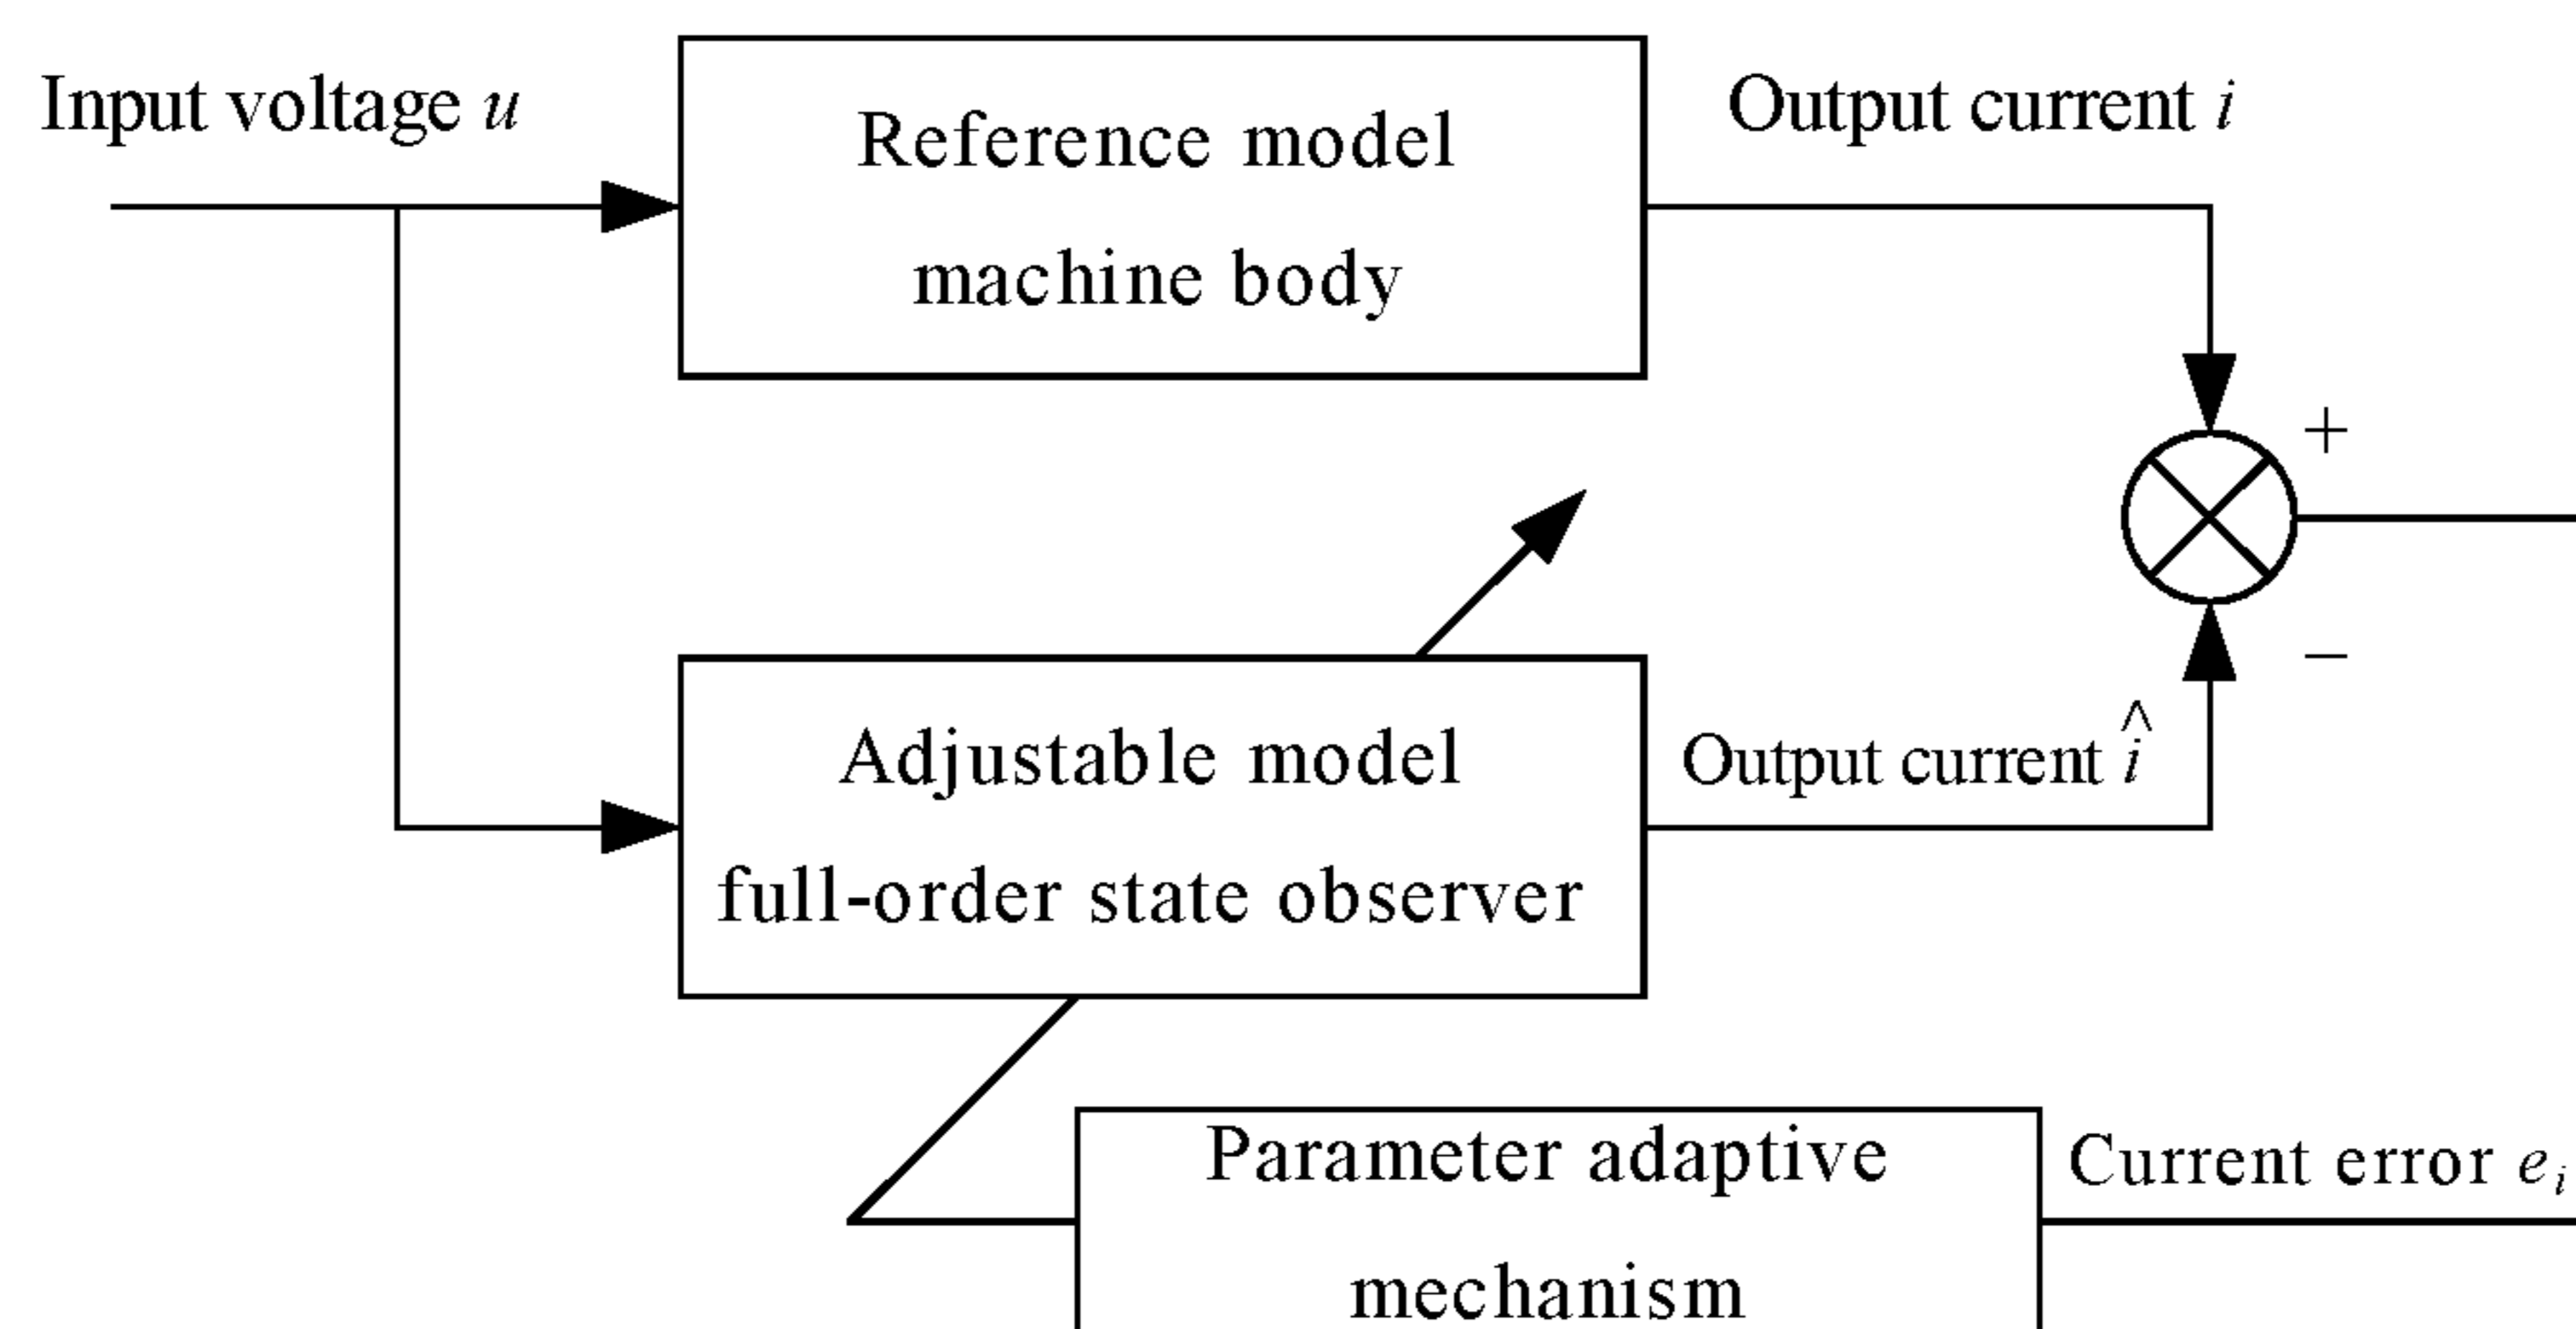 Input voltage u
Reference model
machine body
Output current i
+
−
Adjustable model
full-order state observer
Output current î
Parameter adaptive
mechanism
Current error eᵢ